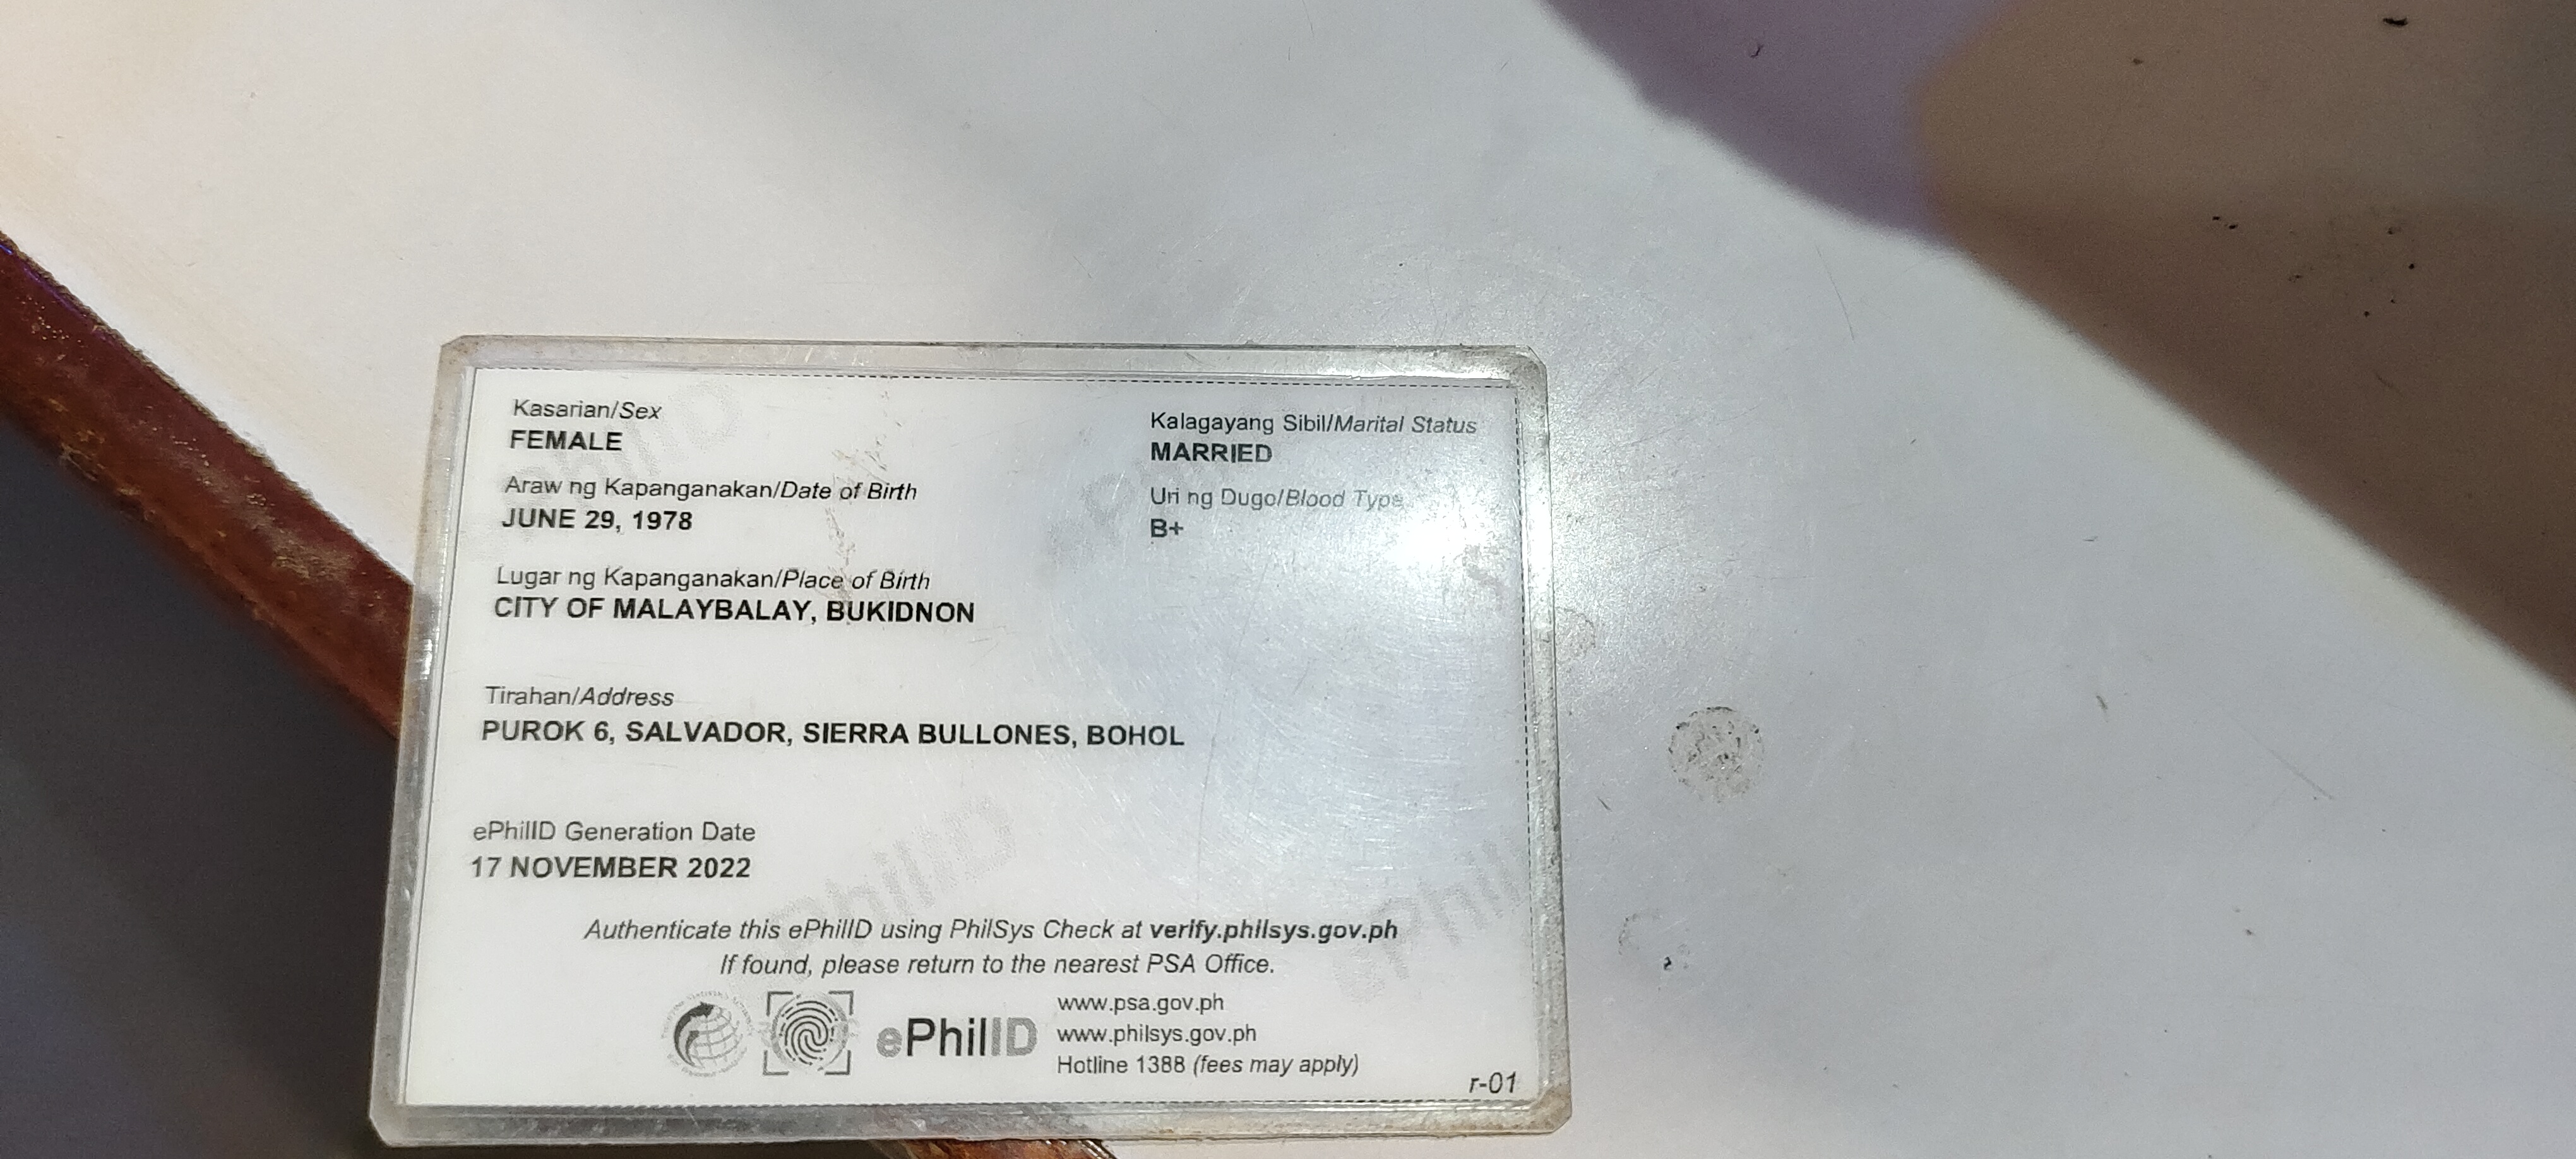 Kasarian/Sex
FEMALE
Kalagayang Sibil/Marital Status
MARRIED
Araw ng Kapanganakan/Date of Birth
JUNE 29, 1978
Uri ng Dugo/Blood Type
B+
Lugar ng Kapanganakan/Place of Birth
CITY OF MALAYBALAY, BUKIDNON
Tirahan/Address
PUROK 6, SALVADOR, SIERRA BULLONES, BOHOL
ePhilID Generation Date
17 NOVEMBER 2022
Authenticate this ePhilID using PhilSys Check at verify.philsys.gov.ph
If found, please return to the nearest PSA Office.
ePhilID
www.psa.gov.ph
www.philsys.gov.ph
Hotline 1388 (fees may apply)
r-01